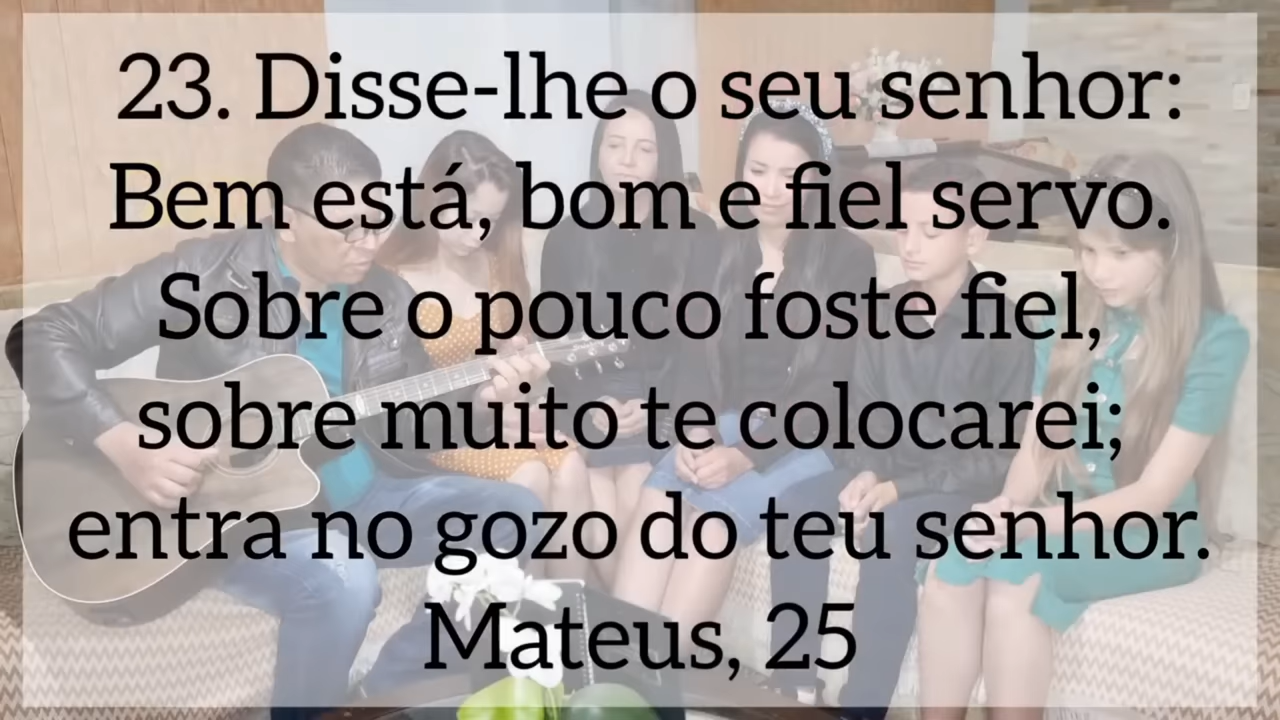 23. Disse-lhe o seu senhor:
Bem está, bom e fiel servo.
Sobre o pouco foste fiel,
sobre muito te colocarei;
entra no gozo do teu senhor.
Mateus, 25